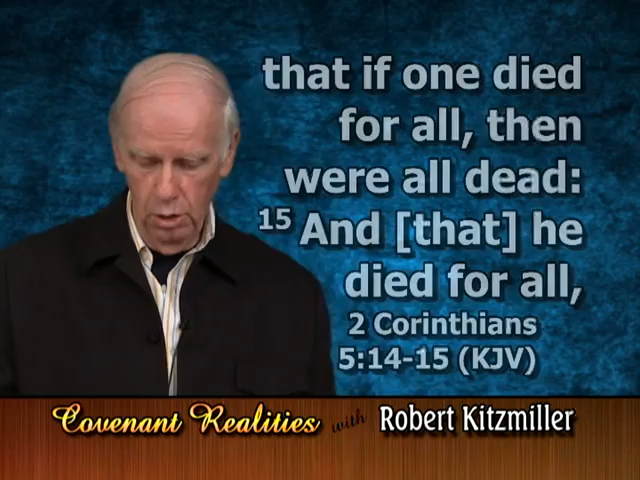 that if one died
for all, then
were all dead:
15 And [that] he
died for all,
2 Corinthians
5:14-15 (KJV)
Covenant Realities with Robert Kitzmiller